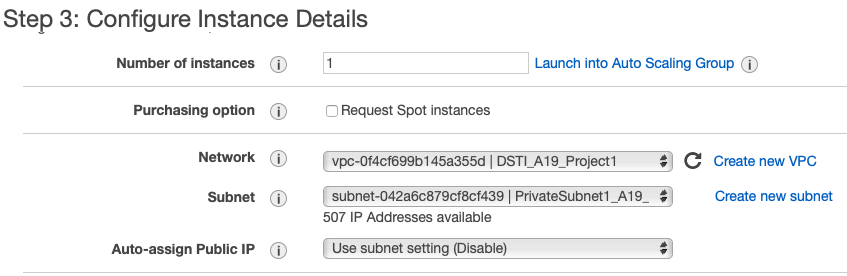 Step 3: Configure Instance Details
Number of instances i 1 Launch into Auto Scaling Group i
Purchasing option i Request Spot instances
Network i vpc-0f4cf699b145a355d | DSTI_A19_Project1 Create new VPC
Subnet i subnet-042a6c879cf8cf439 | PrivateSubnet1_A19_ Create new subnet
507 IP Addresses available
Auto-assign Public IP i Use subnet setting (Disable)